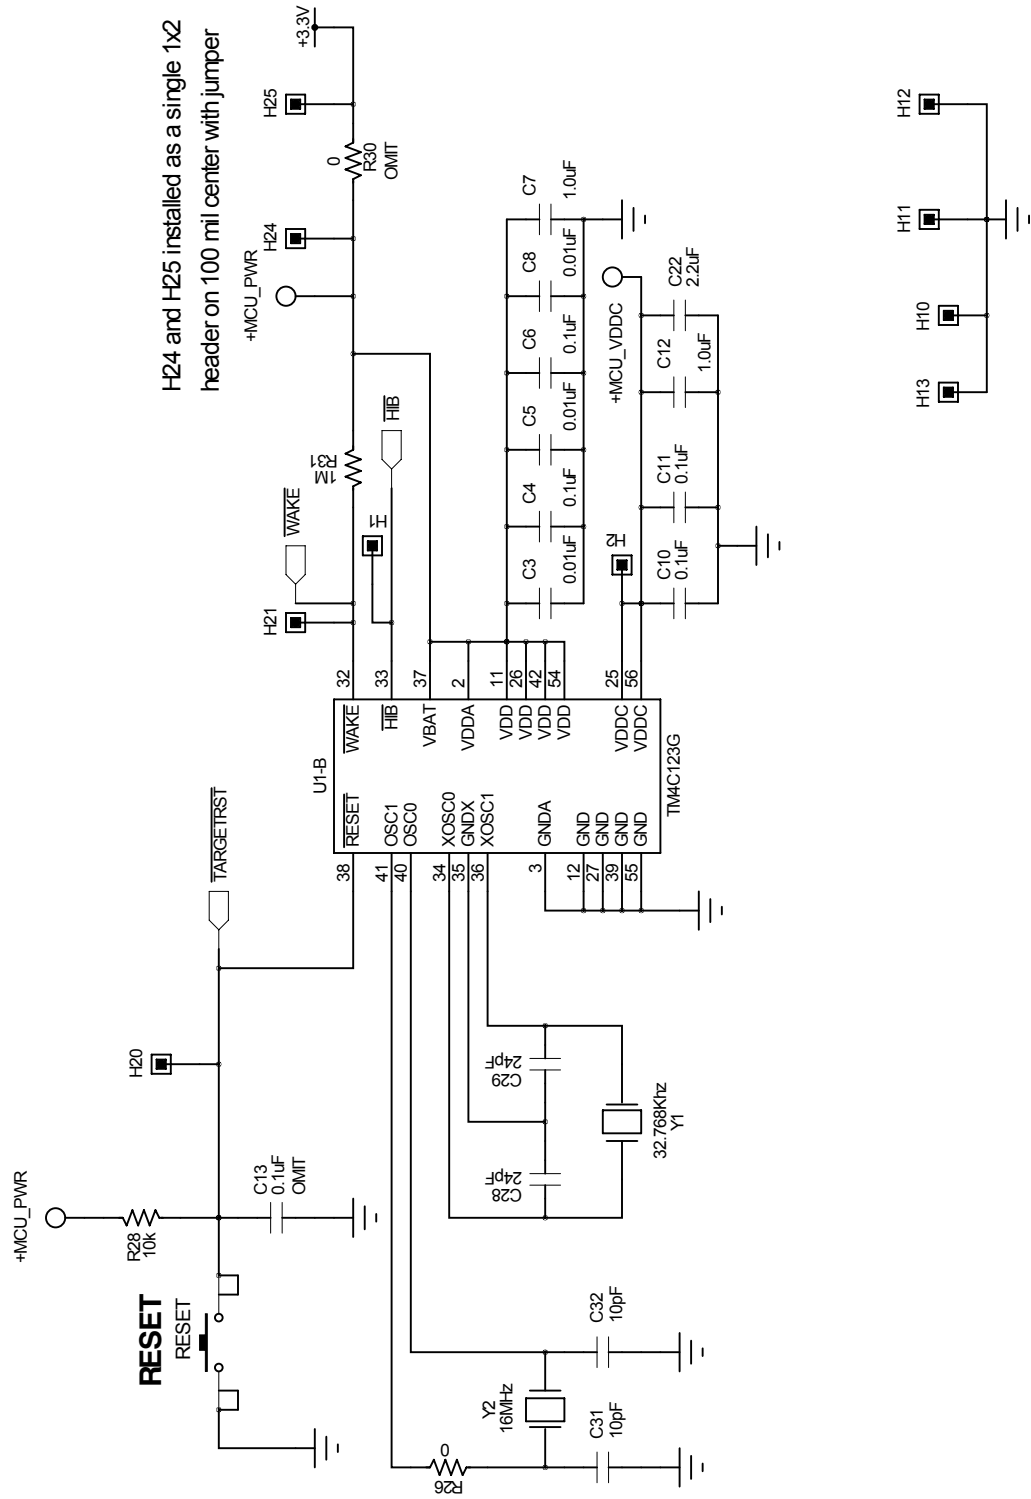 +MCU_PWR
R28
10k
RESET
RESET
C13
0.1uF
OMIT
H20
TARGETRST
Y2
16MHz
C31
10pF
C32
10pF
R26
0
C28
24pF
C29
24pF
32.768Khz
Y1
U1-B
38
RESET
41
OSC1
40
OSC0
34
XOSC0
35
GNDX
36
XOSC1
3
GNDA
12
GND
27
GND
39
GND
55
GND
TM4C123G
32
WAKE
33
HIB
37
VBAT
2
VDDA
11
VDD
26
VDD
42
VDD
54
VDD
25
VDDC
56
VDDC
H21
WAKE
H1
HIB
R31
1M
+MCU_PWR
H24
0
R30
OMIT
H25
+3.3V
H24 and H25 installed as a single 1x2
header on 100 mil center with jumper
C3
0.01uF
C4
0.1uF
C5
0.01uF
C6
0.1uF
C8
0.01uF
C7
1.0uF
H2
+MCU_VDDC
C10
0.1uF
C11
0.1uF
C12
1.0uF
C22
2.2uF
H13
H10
H11
H12